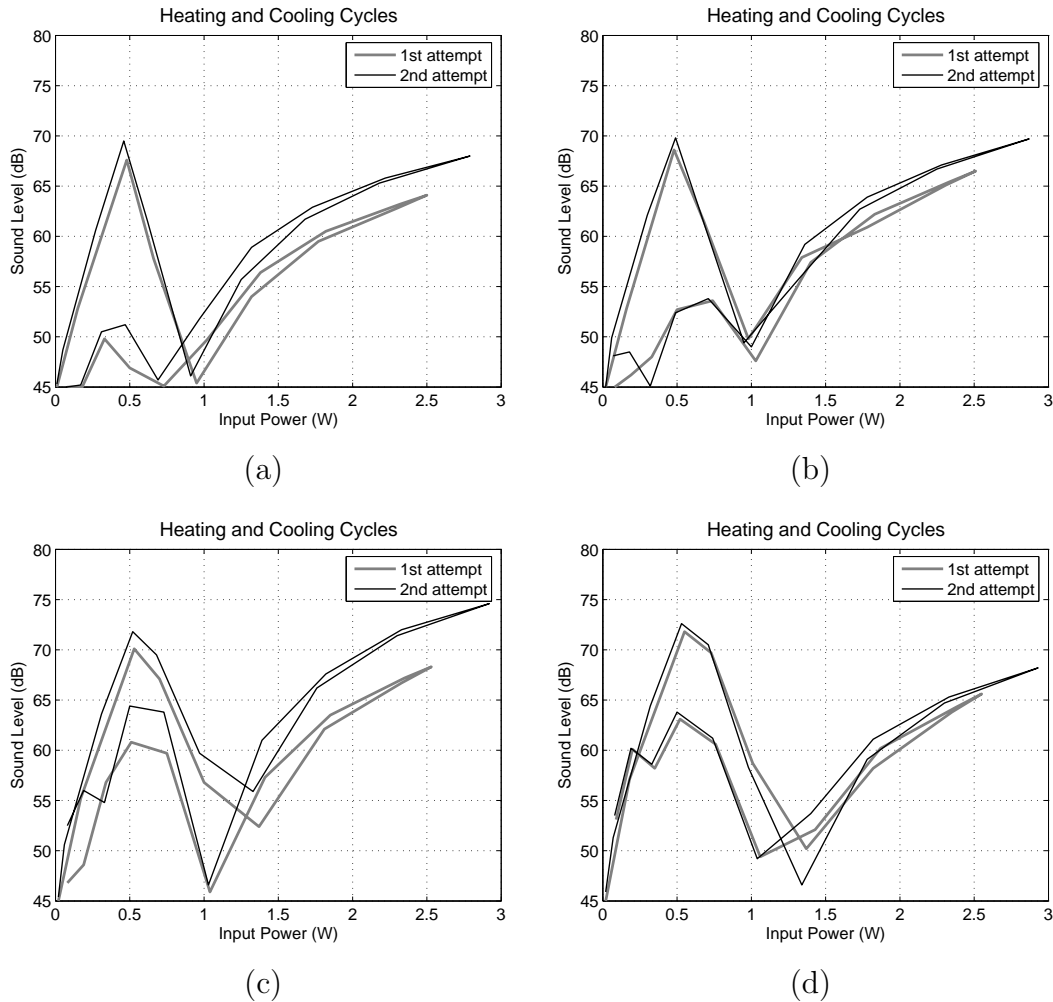 Heating and Cooling Cycles
80
75
70
65
60
55
50
45
Sound Level (dB)
1st attempt
2nd attempt
0 0.5 1 1.5 2 2.5 3
Input Power (W)
(a)
Heating and Cooling Cycles
80
75
70
65
60
55
50
45
Sound Level (dB)
1st attempt
2nd attempt
0 0.5 1 1.5 2 2.5 3
Input Power (W)
(b)
Heating and Cooling Cycles
80
75
70
65
60
55
50
45
Sound Level (dB)
1st attempt
2nd attempt
0 0.5 1 1.5 2 2.5 3
Input Power (W)
(c)
Heating and Cooling Cycles
80
75
70
65
60
55
50
45
Sound Level (dB)
1st attempt
2nd attempt
0 0.5 1 1.5 2 2.5 3
Input Power (W)
(d)